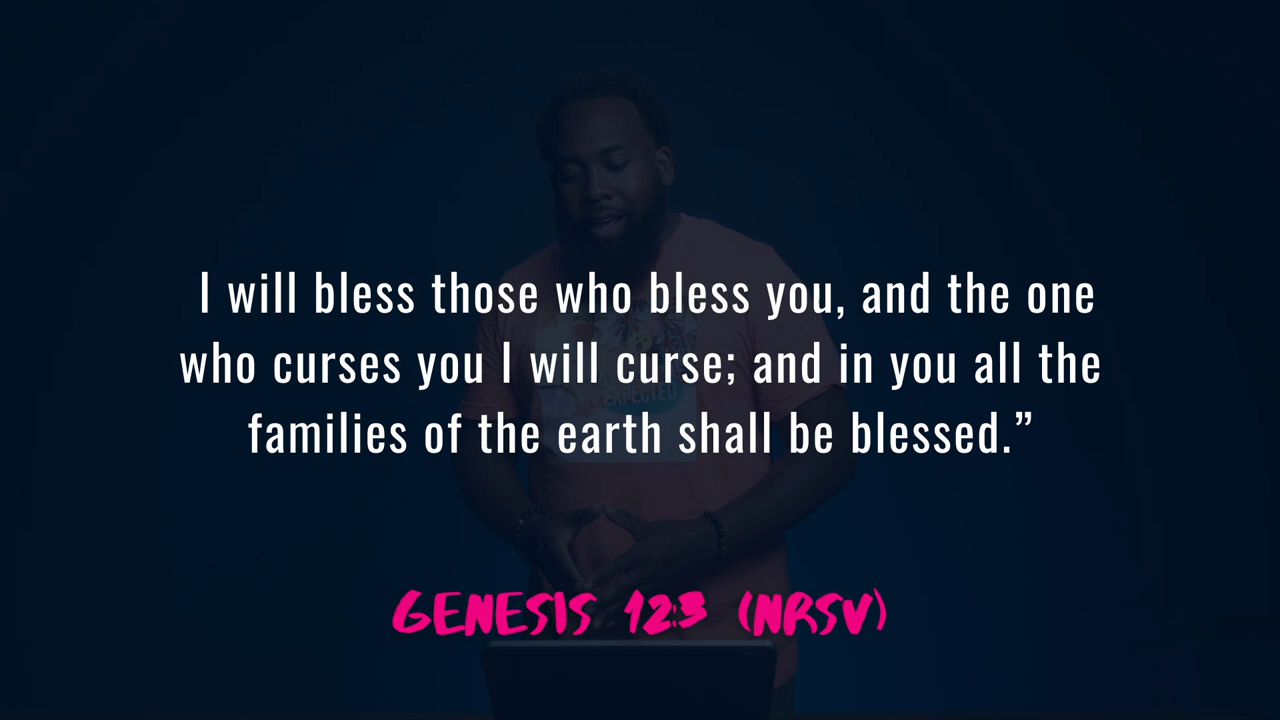 I will bless those who bless you, and the one
who curses you I will curse; and in you all the
families of the earth shall be blessed.”
EXPECTED
GENESIS 12:3 (NRSV)